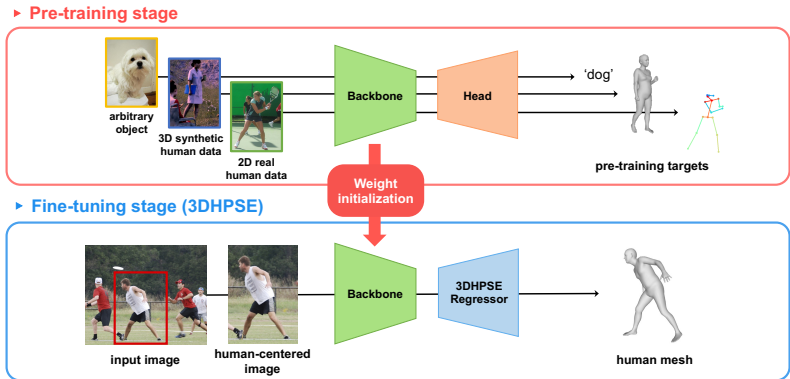 ▸ Pre-training stage
Backbone
Head
'dog'
arbitrary
object
3D synthetic
human data
2D real
human data
pre-training targets
Weight
initialization
▸ Fine-tuning stage (3DHPSE)
Backbone
3DHPSE
Regressor
input image
human-centered
image
human mesh